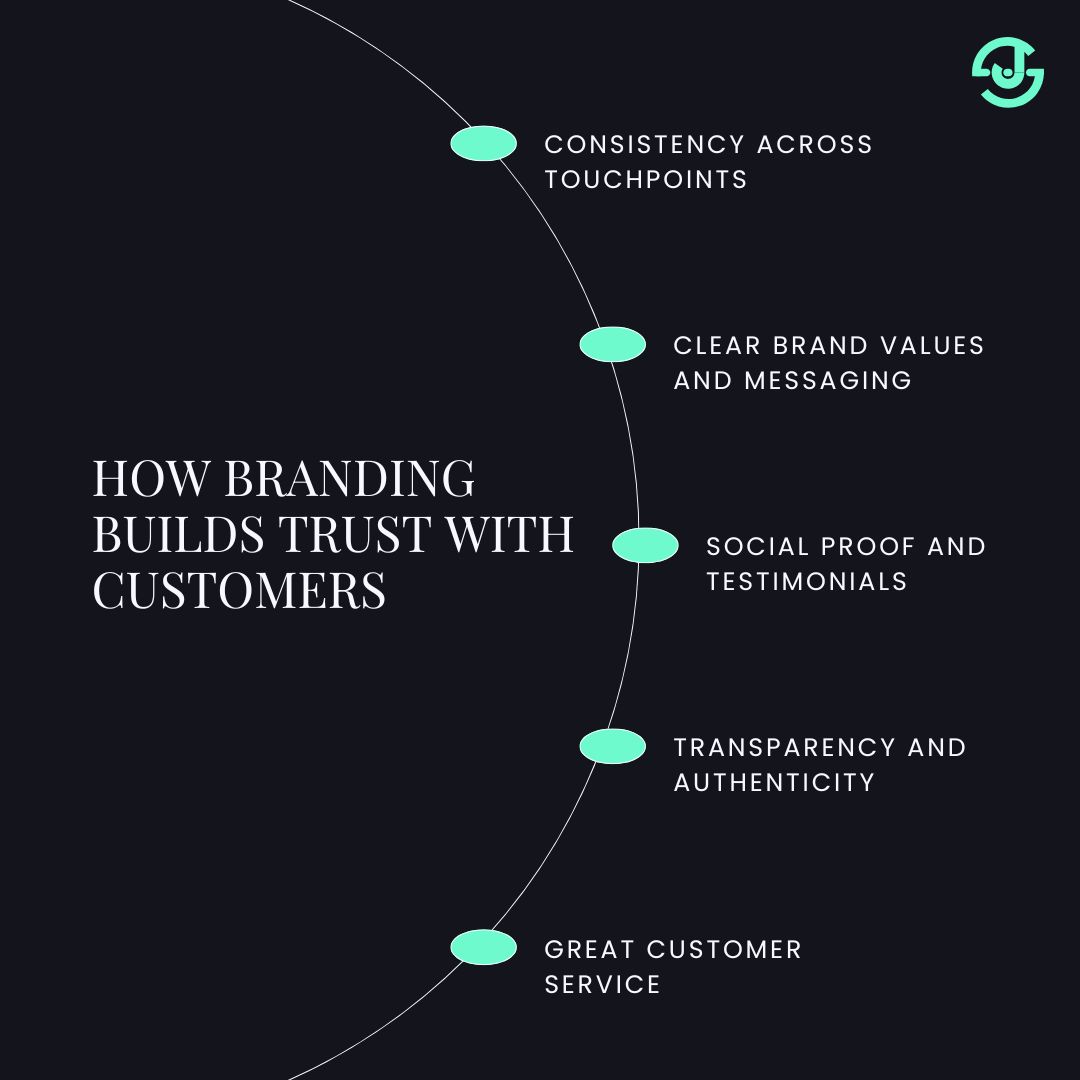 HOW BRANDING
BUILDS TRUST WITH
CUSTOMERS
CONSISTENCY ACROSS
TOUCHPOINTS
CLEAR BRAND VALUES
AND MESSAGING
SOCIAL PROOF AND
TESTIMONIALS
TRANSPARENCY AND
AUTHENTICITY
GREAT CUSTOMER
SERVICE